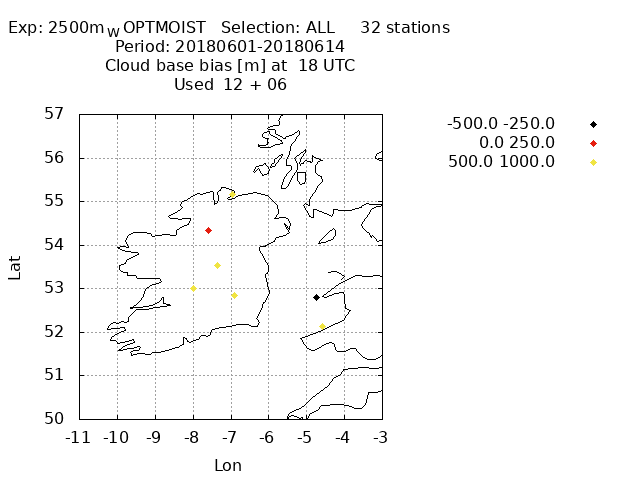 Exp: 2500m_W OPTMOIST Selection: ALL 32 stations
Period: 20180601-20180614
Cloud base bias [m] at 18 UTC
Used 12 + 06
-500.0 -250.0
0.0 250.0
500.0 1000.0
57
56
55
54
53
52
51
50
Lat
-11 -10 -9 -8 -7 -6 -5 -4 -3
Lon